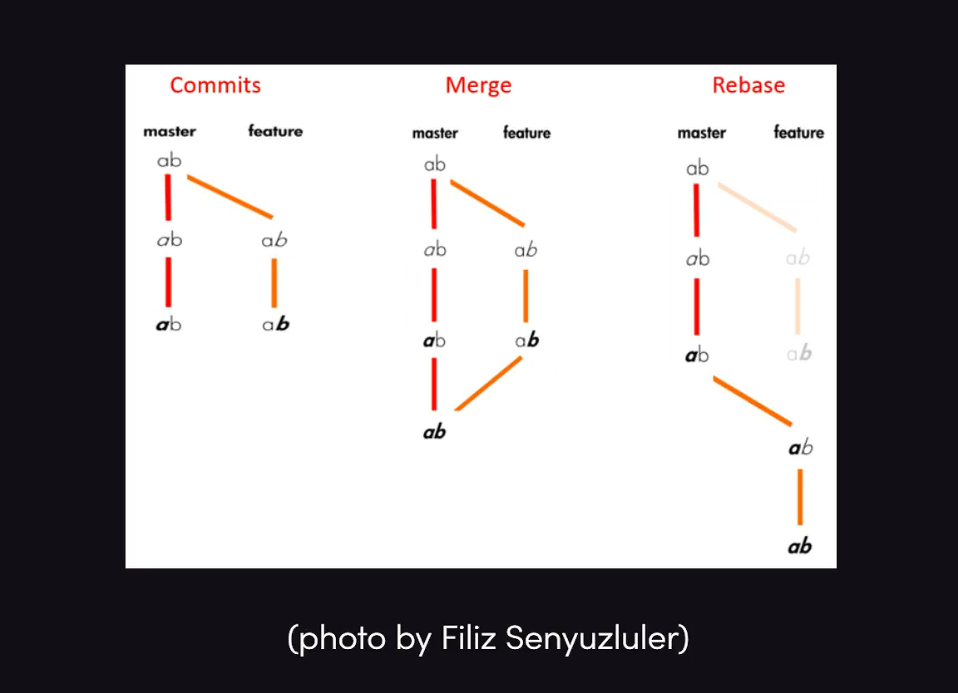 Commits Merge Rebase
master feature master feature master feature
ab ab ab
ab ab ab ab ab ab
ab ab ab ab ab ab
ab ab
ab
(photo by Filiz Senyuzluler)